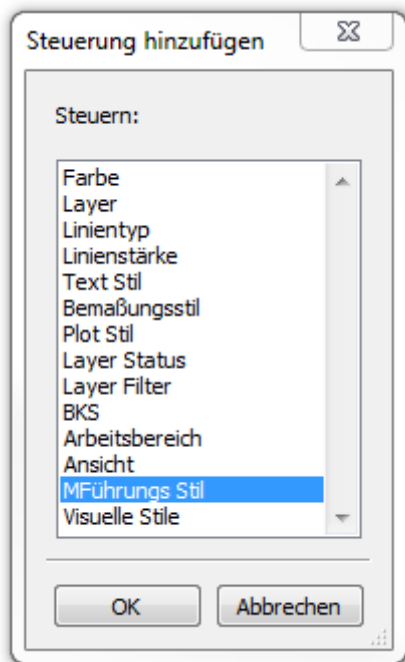 Steuerung hinzufügen
Steuern:
Farbe
Layer
Linientyp
Linienstärke
Text Stil
Bemaßungsstil
Plot Stil
Layer Status
Layer Filter
BKS
Arbeitsbereich
Ansicht
MFührungs Stil
Visuelle Stile
OK
Abbrechen